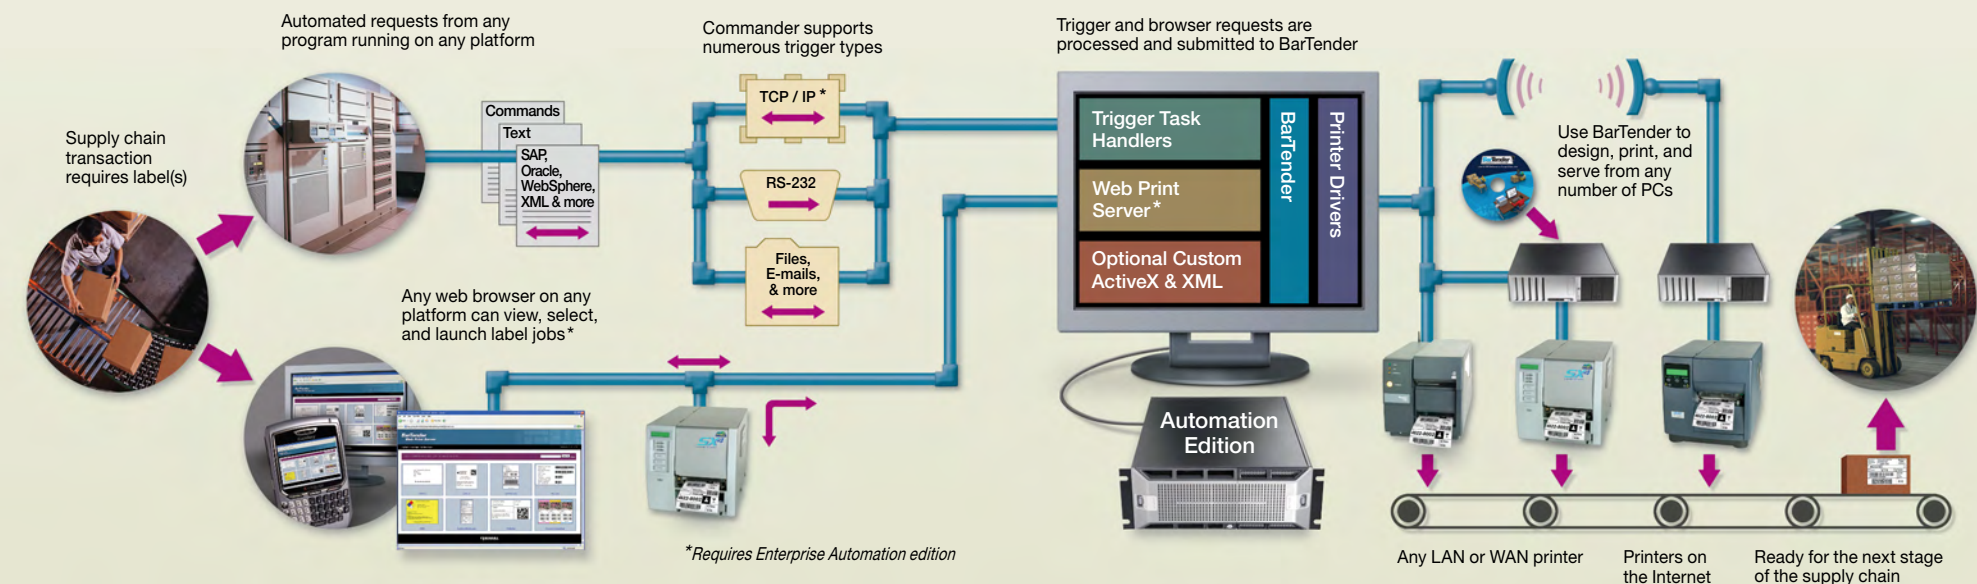 Automated requests from any
program running on any platform
Commander supports
numerous trigger types
Trigger and browser requests are
processed and submitted to BarTender
Supply chain
transaction
requires label(s)
Commands
Text
SAP,
Oracle,
WebSphere,
XML & more
TCP / IP *
RS-232
Files,
E-mails,
& more
Any web browser on any
platform can view, select,
and launch label jobs*
Trigger Task
Handlers
Web Print
Server*
Optional Custom
ActiveX & XML
BarTender
Printer Drivers
Automation
Edition
Use BarTender to
design, print, and
serve from any
number of PCs
BarTender
*Requires Enterprise Automation edition
Any LAN or WAN printer
Printers on
the Internet
Ready for the next stage
of the supply chain